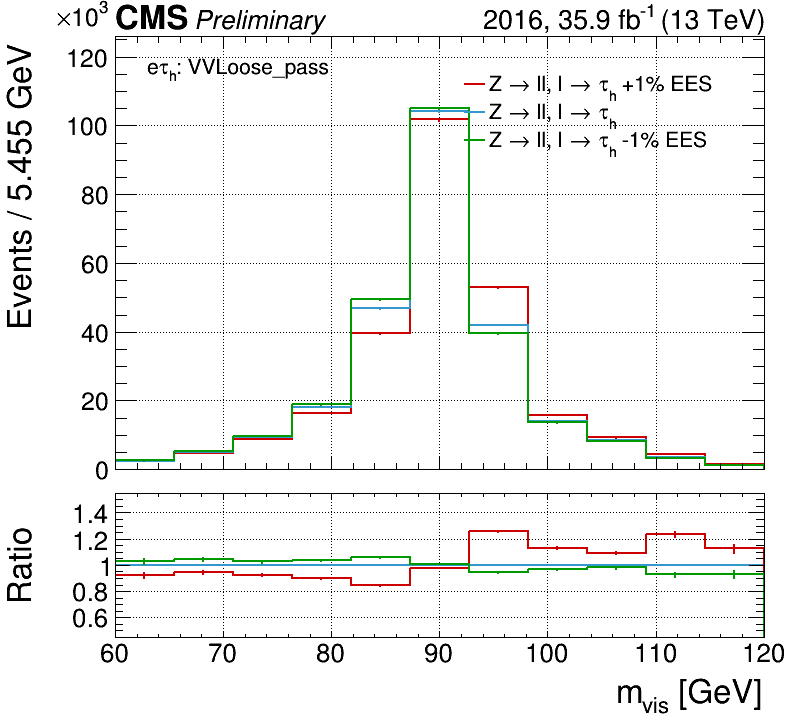 ×10³ CMS Preliminary 2016, 35.9 fb⁻¹ (13 TeV)
eτₕ: VVLoose_pass
Z → ll, l → τₕ +1% EES
Z → ll, l → τₕ
Z → ll, l → τₕ -1% EES
Events / 5.455 GeV
120
100
80
60
40
20
0
Ratio
1.4
1.2
1
0.8
0.6
60 70 80 90 100 110 120
m_vis [GeV]